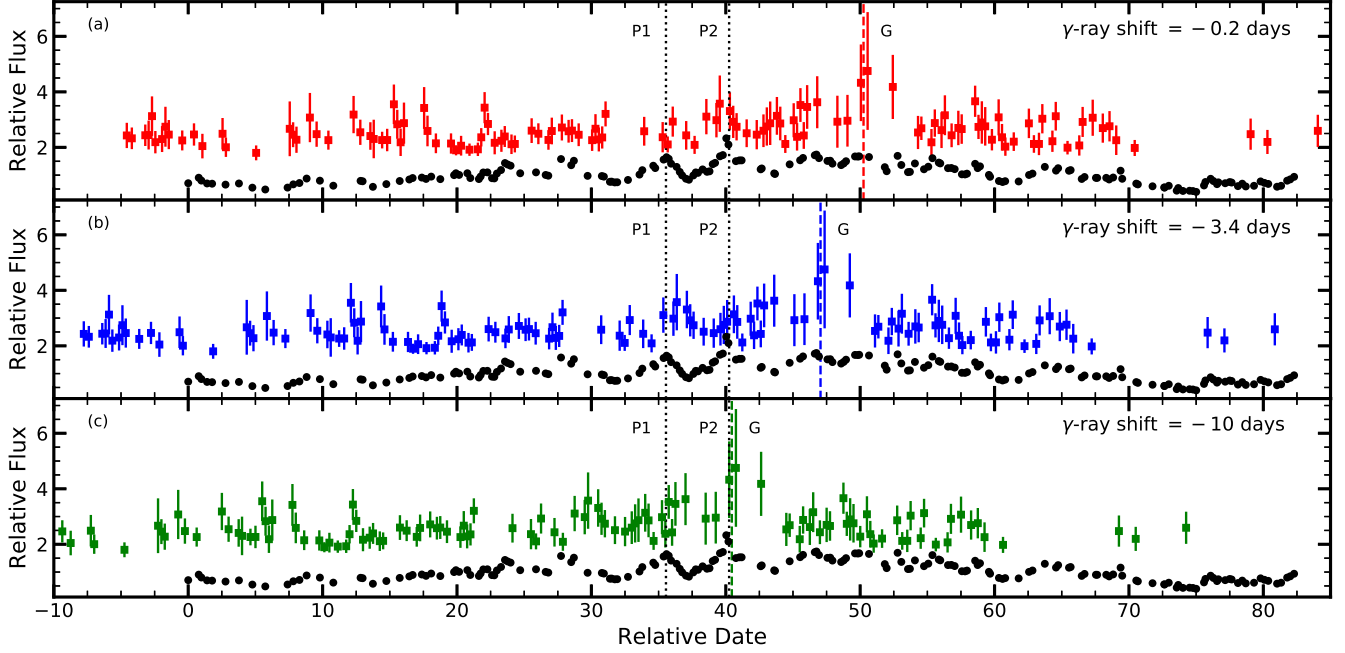 (a)
P1
P2
G
γ-ray shift = − 0.2 days
Relative Flux
6
4
2
(b)
P1
P2
G
γ-ray shift = − 3.4 days
Relative Flux
6
4
2
(c)
P1
P2
G
γ-ray shift = − 10 days
Relative Flux
6
4
2
−10 0 10 20 30 40 50 60 70 80
Relative Date